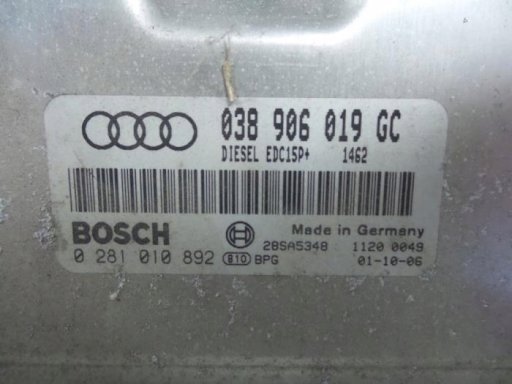 038 906 019 GC
DIESEL EDC15P+ 1462
BOSCH
Made in Germany
28SA5348 1120 0049
0 281 010 892 B10 BPG 01-10-06